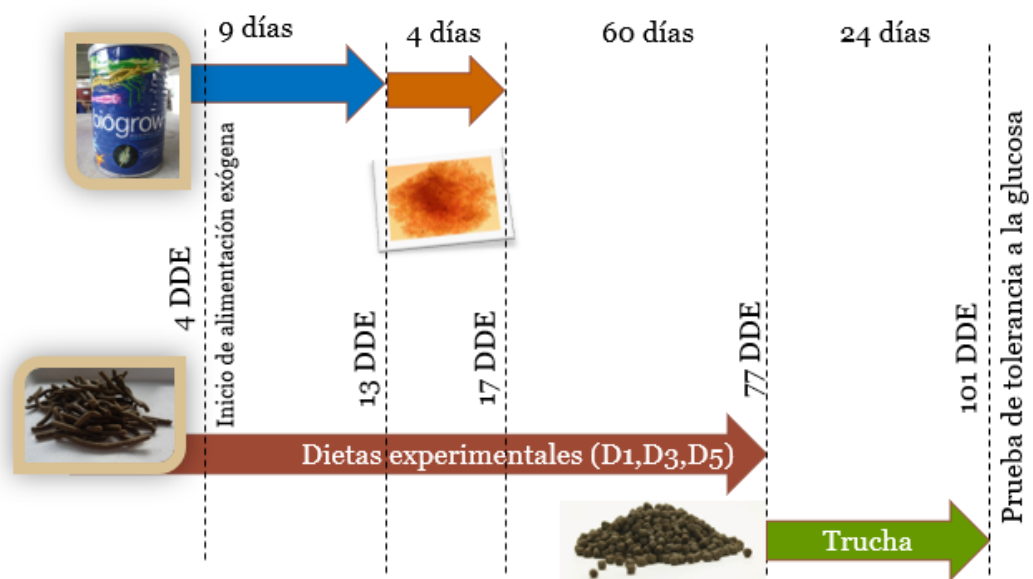 9 días
4 días
60 días
24 días
biogrow
4 DDE
Inicio de alimentación exógena
13 DDE
17 DDE
77 DDE
101 DDE
Prueba de tolerancia a la glucosa
Dietas experimentales (D1,D3,D5)
Trucha